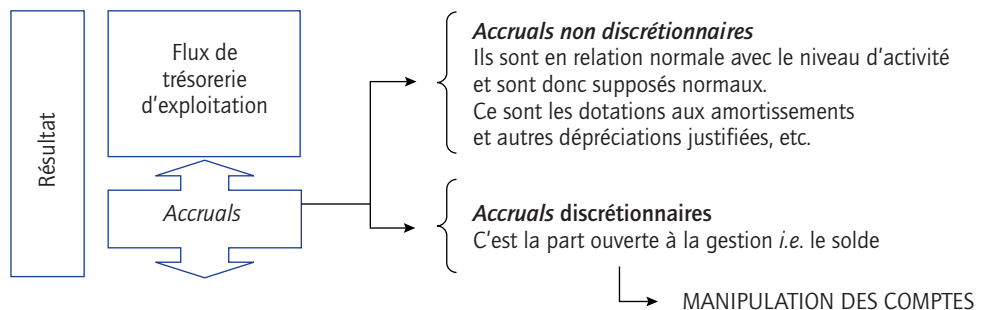 Résultat
Flux de
trésorerie
d'exploitation
Accruals
Accruals non discrétionnaires
Ils sont en relation normale avec le niveau d'activité
et sont donc supposés normaux.
Ce sont les dotations aux amortissements
et autres dépréciations justifiées, etc.
Accruals discrétionnaires
C'est la part ouverte à la gestion i.e. le solde
MANIPULATION DES COMPTES